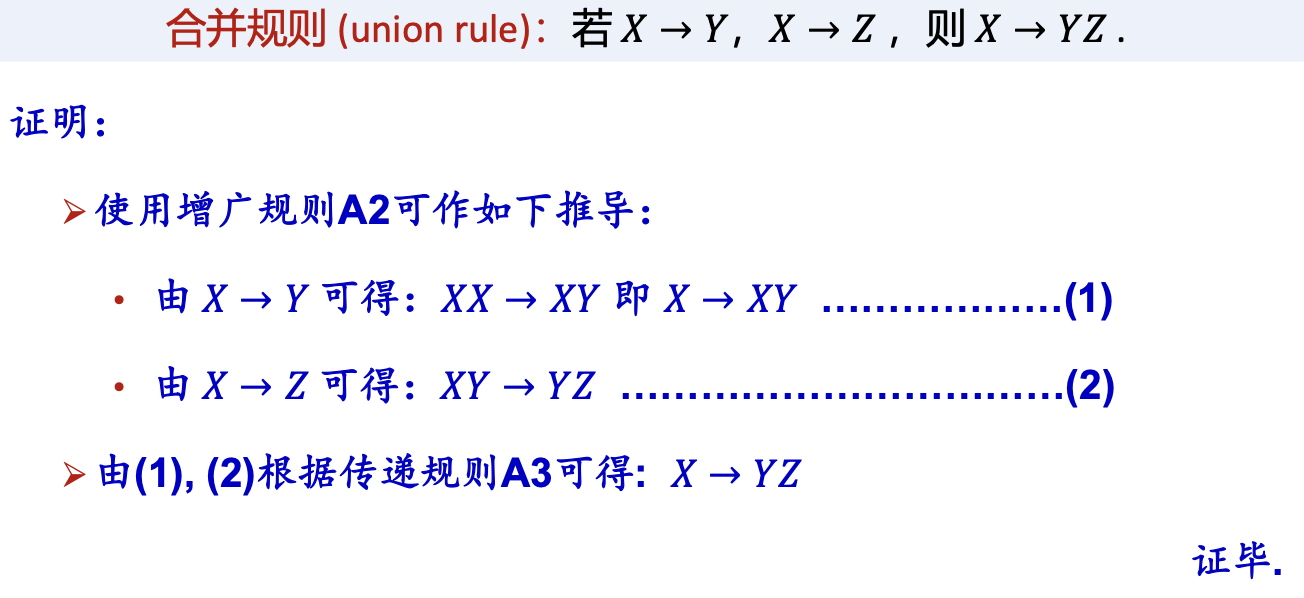 合并规则 (union rule)：若 X → Y，X → Z ，则 X → YZ .
证明：
➢ 使用增广规则A2可作如下推导：
• 由 X → Y 可得：XX → XY 即 X → XY ………………(1)
• 由 X → Z 可得：XY → YZ ……………………………(2)
➢ 由(1), (2)根据传递规则A3可得: X → YZ
证毕.